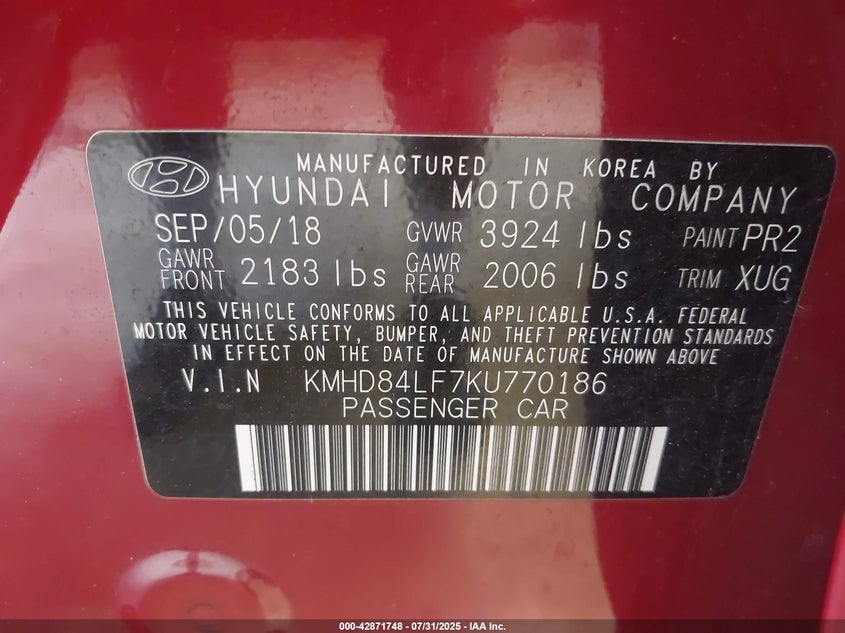 MANUFACTURED IN KOREA BY
HYUNDAI MOTOR COMPANY
SEP/05/18 GVWR 3924 lbs PAINT PR2
GAWR FRONT 2183 lbs GAWR REAR 2006 lbs TRIM XUG
THIS VEHICLE CONFORMS TO ALL APPLICABLE U.S.A. FEDERAL
MOTOR VEHICLE SAFETY, BUMPER, AND THEFT PREVENTION STANDARDS
IN EFFECT ON THE DATE OF MANUFACTURE SHOWN ABOVE
V.I.N KMHD84LF7KU770186
PASSENGER CAR
000-42871748 - 07/31/2025 - IAA Inc.